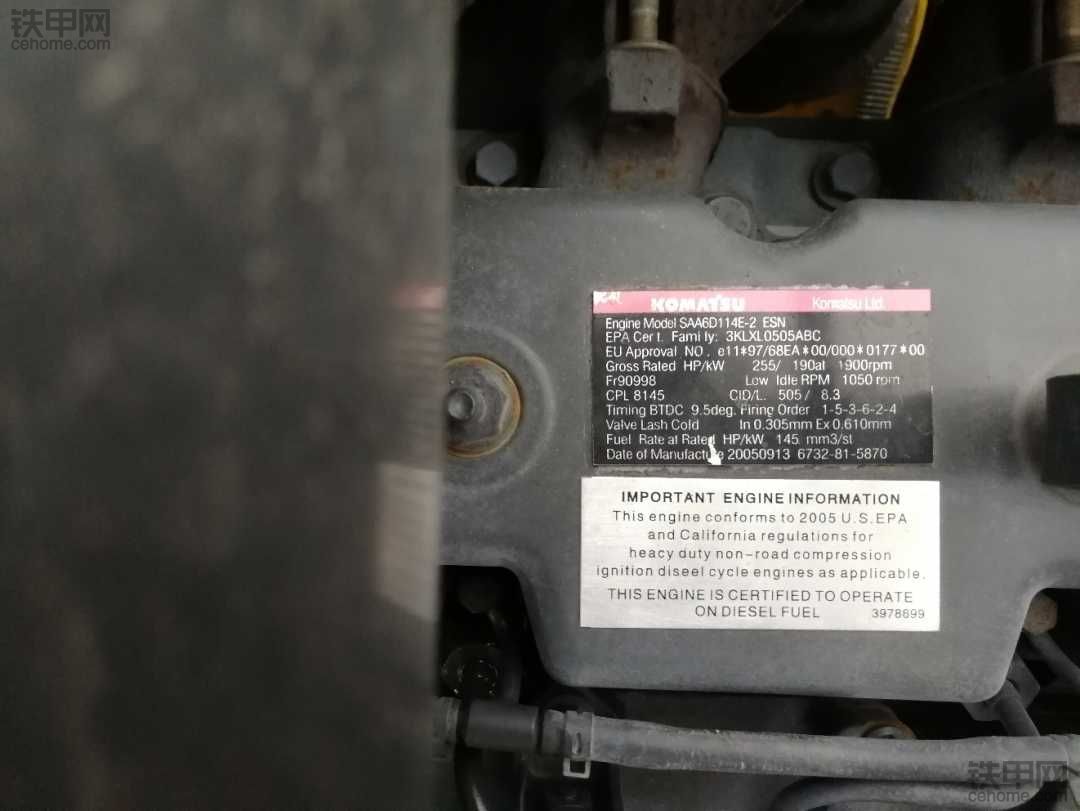 铁甲网
cehome.com
KOMATSU Komatsu Ltd.
Engine Model SAA6D114E-2 ESN
EPA Cert. Family: 3KLXL0505ABC
EU Approval NO. e11*97/68EA*00/000*0177*00
Gross Rated HP/kW 255/ 190at 1900rpm
Fr90998 Low Idle RPM 1050 rpm
CPL 8145 CID/L. 505/ 8.3
Timing BTDC 9.5deg. Firing Order 1-5-3-6-2-4
Valve Lash Cold In 0.305mm Ex 0.610mm
Fuel Rate at Rated HP/kW 145 mm3/st
Date of Manufacture 20050913 6732-81-5870
IMPORTANT ENGINE INFORMATION
This engine conforms to 2005 U.S.EPA
and California regulations for
heavy duty non-road compression
ignition diseel cycle engines as applicable.
THIS ENGINE IS CERTIFIED TO OPERATE
ON DIESEL FUEL 3978699
铁甲网
cehome.com